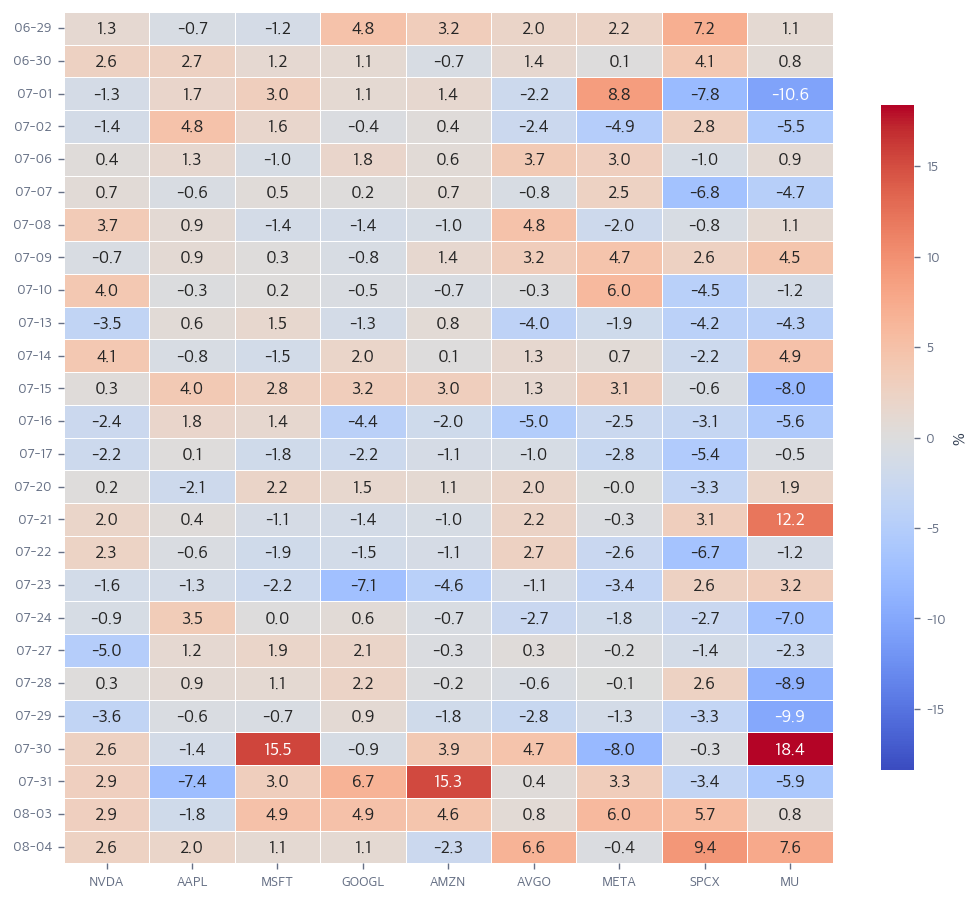 06-29 1.3 -0.7 -1.2 4.8 3.2 2.0 2.2 7.2 1.1
06-30 2.6 2.7 1.2 1.1 -0.7 1.4 0.1 4.1 0.8
07-01 -1.3 1.7 3.0 1.1 1.4 -2.2 8.8 -7.8 -10.6
07-02 -1.4 4.8 1.6 -0.4 0.4 -2.4 -4.9 2.8 -5.5
07-06 0.4 1.3 -1.0 1.8 0.6 3.7 3.0 -1.0 0.9
07-07 0.7 -0.6 0.5 0.2 0.7 -0.8 2.5 -6.8 -4.7
07-08 3.7 0.9 -1.4 -1.4 -1.0 4.8 -2.0 -0.8 1.1
07-09 -0.7 0.9 0.3 -0.8 1.4 3.2 4.7 2.6 4.5
07-10 4.0 -0.3 0.2 -0.5 -0.7 -0.3 6.0 -4.5 -1.2
07-13 -3.5 0.6 1.5 -1.3 0.8 -4.0 -1.9 -4.2 -4.3
07-14 4.1 -0.8 -1.5 2.0 0.1 1.3 0.7 -2.2 4.9
07-15 0.3 4.0 2.8 3.2 3.0 1.3 3.1 -0.6 -8.0
07-16 -2.4 1.8 1.4 -4.4 -2.0 -5.0 -2.5 -3.1 -5.6
07-17 -2.2 0.1 -1.8 -2.2 -1.1 -1.0 -2.8 -5.4 -0.5
07-20 0.2 -2.1 2.2 1.5 1.1 2.0 -0.0 -3.3 1.9
07-21 2.0 0.4 -1.1 -1.4 -1.0 2.2 -0.3 3.1 12.2
07-22 2.3 -0.6 -1.9 -1.5 -1.1 2.7 -2.6 -6.7 -1.2
07-23 -1.6 -1.3 -2.2 -7.1 -4.6 -1.1 -3.4 2.6 3.2
07-24 -0.9 3.5 0.0 0.6 -0.7 -2.7 -1.8 -2.7 -7.0
07-27 -5.0 1.2 1.9 2.1 -0.3 0.3 -0.2 -1.4 -2.3
07-28 0.3 0.9 1.1 2.2 -0.2 -0.6 -0.1 2.6 -8.9
07-29 -3.6 -0.6 -0.7 0.9 -1.8 -2.8 -1.3 -3.3 -9.9
07-30 2.6 -1.4 15.5 -0.9 3.9 4.7 -8.0 -0.3 18.4
07-31 2.9 -7.4 3.0 6.7 15.3 0.4 3.3 -3.4 -5.9
08-03 2.9 -1.8 4.9 4.9 4.6 0.8 6.0 5.7 0.8
08-04 2.6 2.0 1.1 1.1 -2.3 6.6 -0.4 9.4 7.6
NVDA AAPL MSFT GOOGL AMZN AVGO META SPCX MU
15
10
5
0
-5
-10
-15
%